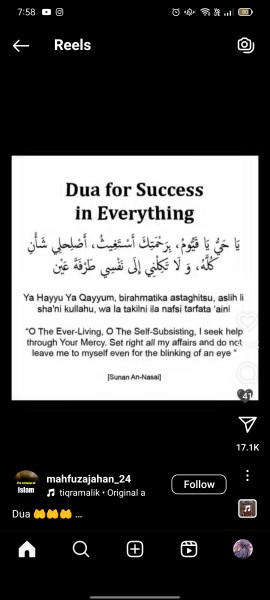 7:58
80
Reels
Dua for Success
in Everything
يَا حَيُّ يَا قَيُّومُ، بِرَحْمَتِكَ أَسْتَغِيثُ، أَصْلِحلِي شَأْنِ
كُلَّهُ، وَ لَا تَكِلْنِي إِلَى نَفْسِي طَرْفَةَ عَيْن
Ya Hayyu Ya Qayyum, birahmatika astaghitsu, aslih li
sha'ni kullahu, wa la takilni ila nafsi tarfata 'aini
“O The Ever-Living, O The Self-Subsisting, I seek help
through Your Mercy. Set right all my affairs and do not
leave me to myself even for the blinking of an eye ”
[Sunan An-Nasai]
41
17.1K
Islam
mahfuzajahan_24
tiqramalik • Original a
Follow
Dua 🤲🤲🤲 ...